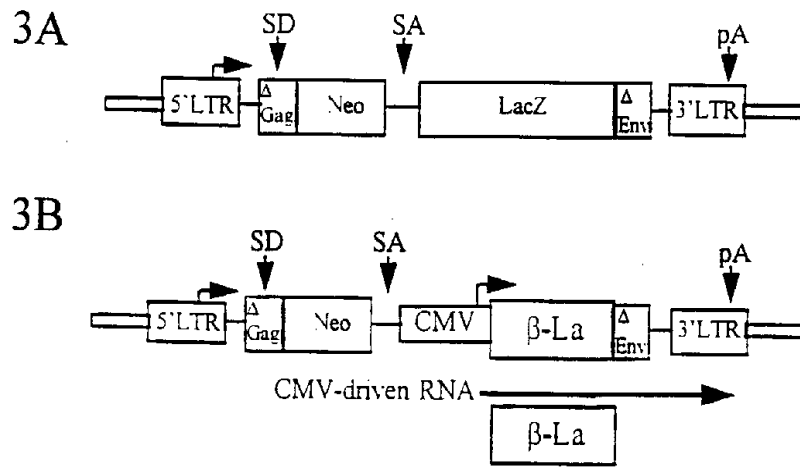 3A
SD SA pA
5'LTR Δ Gag Neo LacZ Δ Env 3'LTR
3B
SD SA pA
5'LTR Δ Gag Neo CMV β-La Δ Env 3'LTR
CMV-driven RNA
β-La